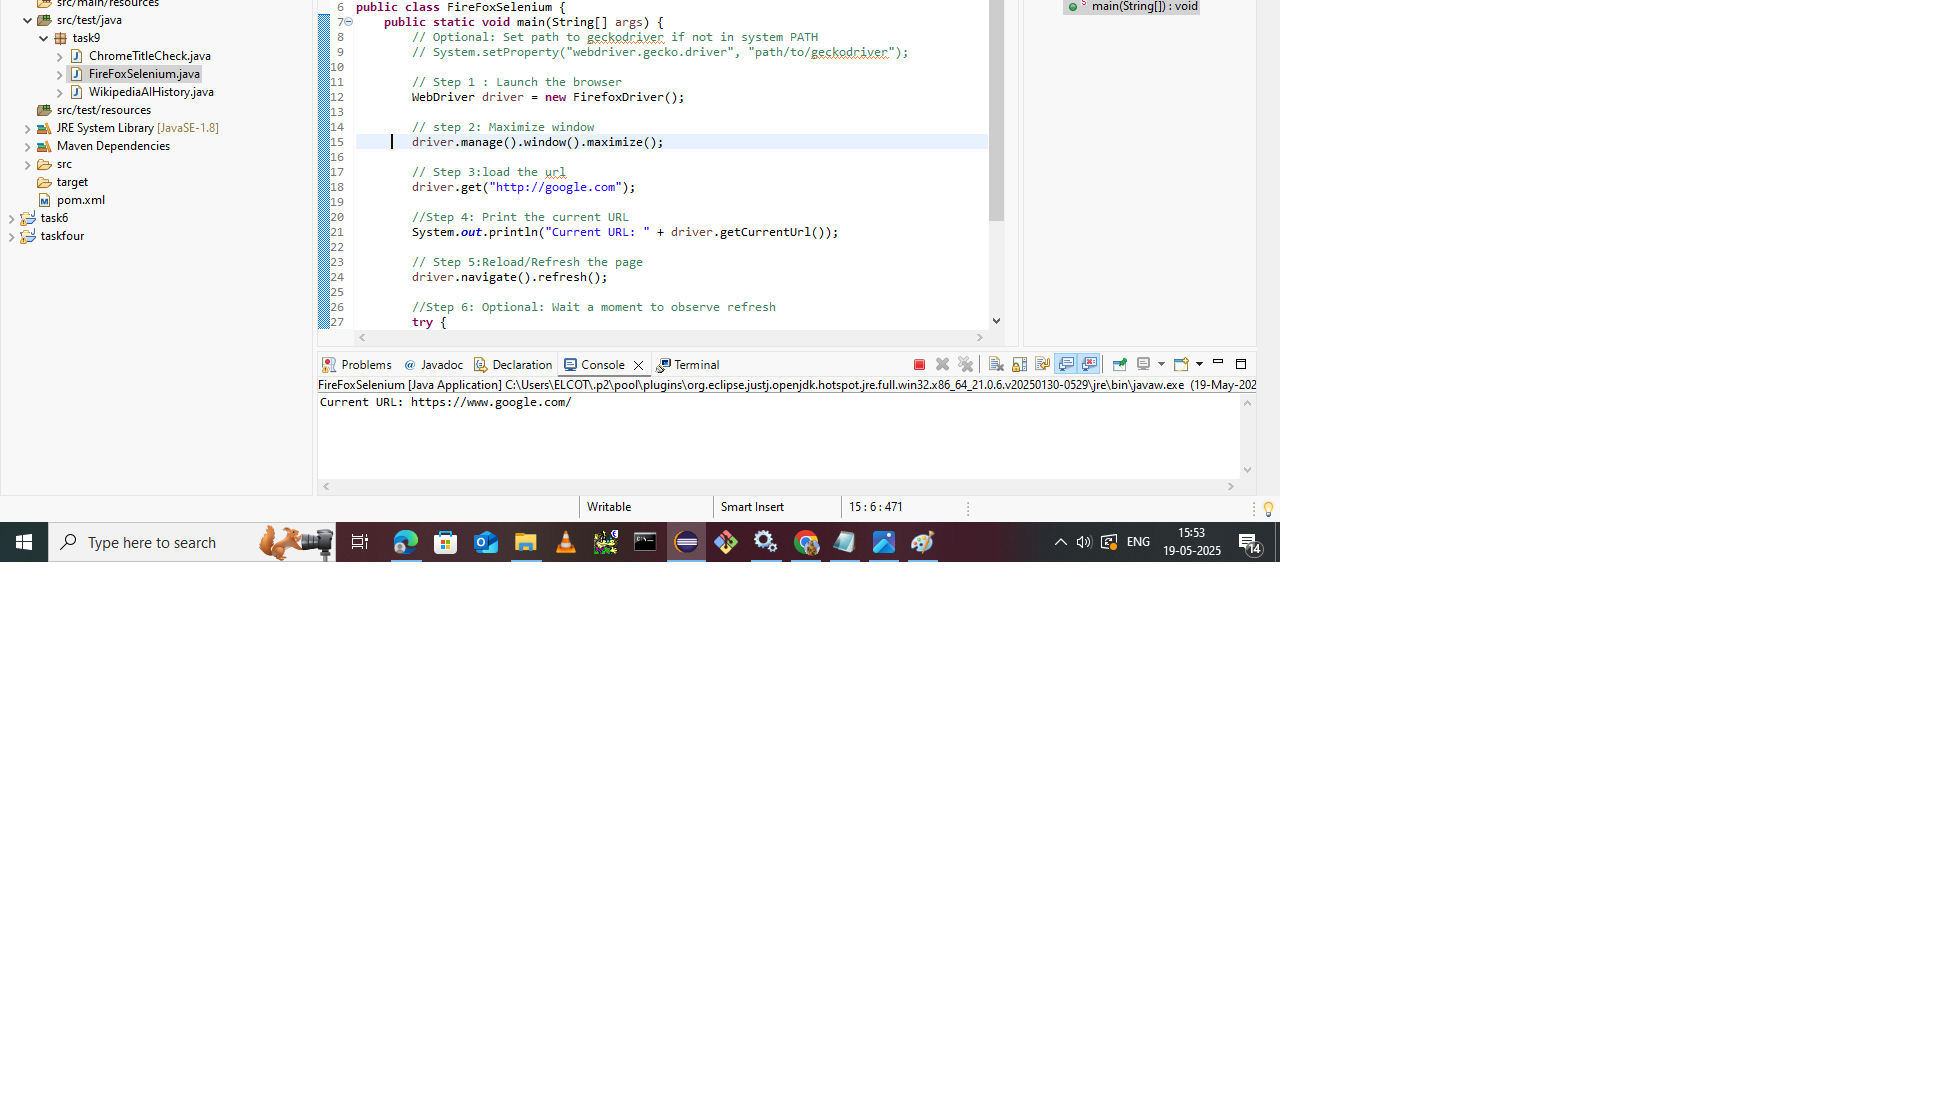 src/main/resources
src/test/java
task9
ChromeTitleCheck.java
FireFoxSelenium.java
WikipediaAIHistory.java
src/test/resources
JRE System Library [JavaSE-1.8]
Maven Dependencies
src
target
pom.xml
task6
taskfour
6 public class FireFoxSelenium {
7 public static void main(String[] args) {
8 // Optional: Set path to geckodriver if not in system PATH
9 // System.setProperty("webdriver.gecko.driver", "path/to/geckodriver");
10
11 // Step 1 : Launch the browser
12 WebDriver driver = new FirefoxDriver();
13
14 // step 2: Maximize window
15 driver.manage().window().maximize();
16
17 // Step 3:load the url
18 driver.get("http://google.com");
19
20 //Step 4: Print the current URL
21 System.out.println("Current URL: " + driver.getCurrentUrl());
22
23 // Step 5:Reload/Refresh the page
24 driver.navigate().refresh();
25
26 //Step 6: Optional: Wait a moment to observe refresh
27 try {
main(String[]) : void
Problems @ Javadoc Declaration Console Terminal
FireFoxSelenium [Java Application] C:\Users\ELCOT\.p2\pool\plugins\org.eclipse.justj.openjdk.hotspot.jre.full.win32.x86_64_21.0.6.v20250130-0529\jre\bin\javaw.exe (19-May-202
Current URL: https://www.google.com/
Writable Smart Insert 15 : 6 : 471
Type here to search
ENG
15:53
19-05-2025
14